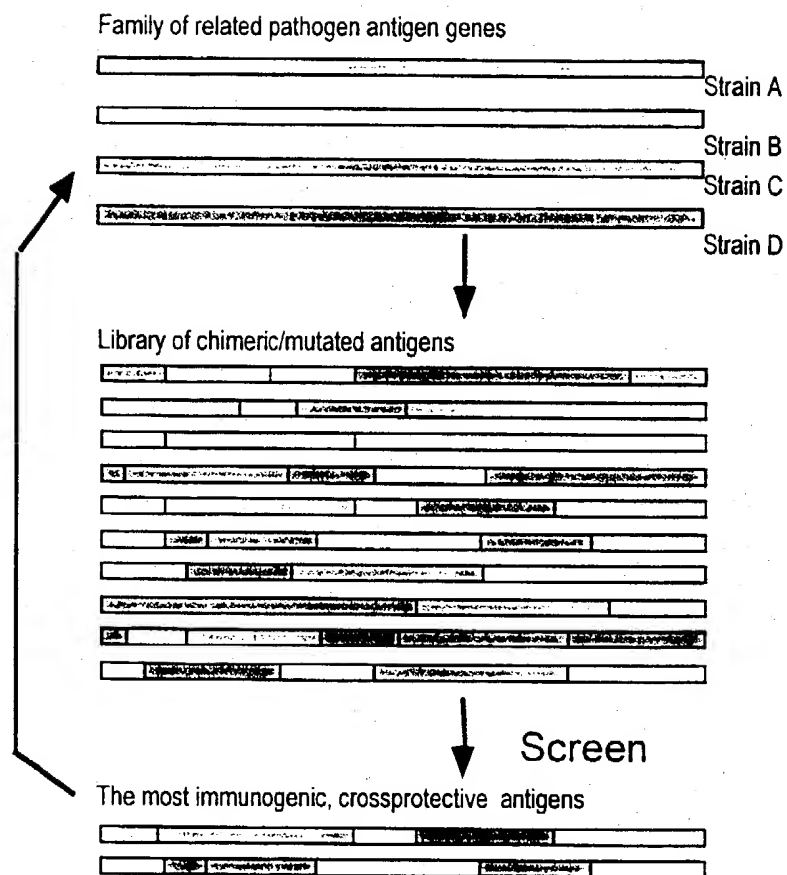 Family of related pathogen antigen genes
Strain A
Strain B
Strain C
Strain D
Library of chimeric/mutated antigens
Screen
The most immunogenic, crossprotective antigens